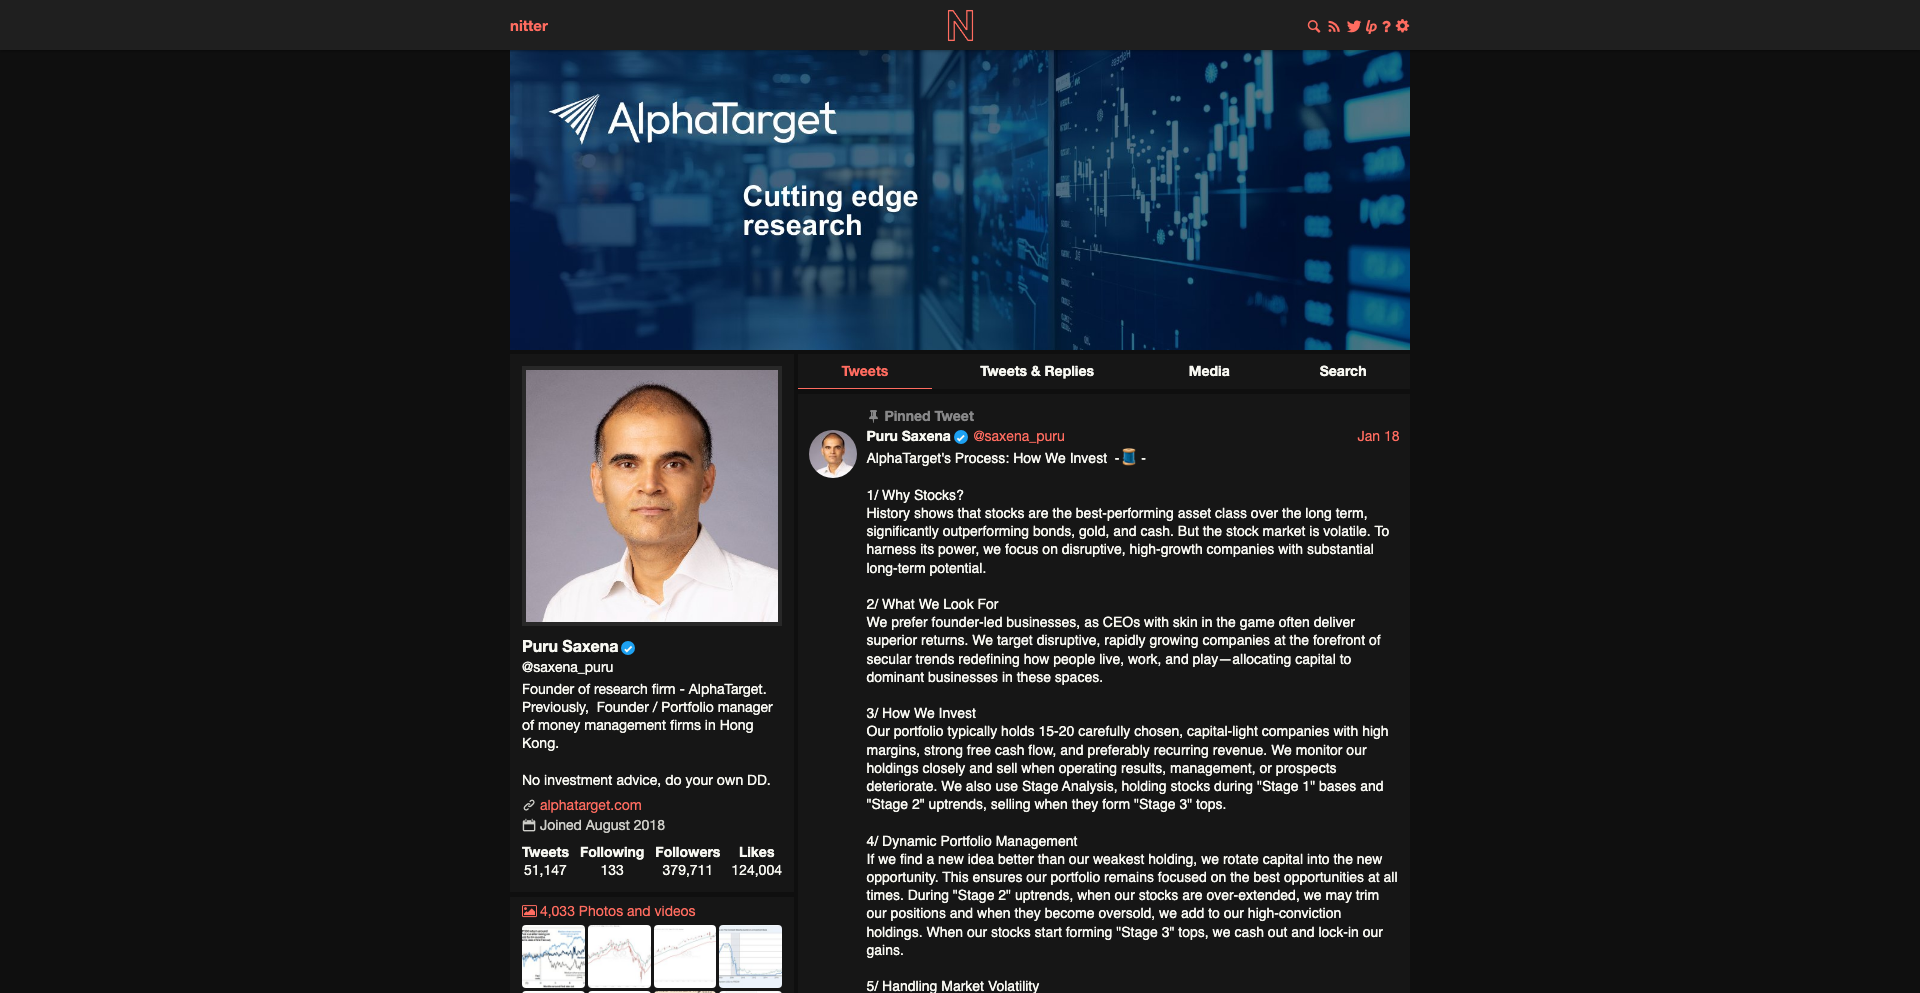 nitter
AlphaTarget
Cutting edge
research
Tweets
Tweets & Replies
Media
Search
Puru Saxena
@saxena_puru
Founder of research firm - AlphaTarget.
Previously,  Founder / Portfolio manager
of money management firms in Hong
Kong.
No investment advice, do your own DD.
alphatarget.com
Joined August 2018
Tweets Following Followers Likes
51,147 133 379,711 124,004
4,033 Photos and videos
Pinned Tweet
Puru Saxena @saxena_puru Jan 18
AlphaTarget's Process: How We Invest  -🧵 -
1/ Why Stocks?
History shows that stocks are the best-performing asset class over the long term,
significantly outperforming bonds, gold, and cash. But the stock market is volatile. To
harness its power, we focus on disruptive, high-growth companies with substantial
long-term potential.
2/ What We Look For
We prefer founder-led businesses, as CEOs with skin in the game often deliver
superior returns. We target disruptive, rapidly growing companies at the forefront of
secular trends redefining how people live, work, and play—allocating capital to
dominant businesses in these spaces.
3/ How We Invest
Our portfolio typically holds 15-20 carefully chosen, capital-light companies with high
margins, strong free cash flow, and preferably recurring revenue. We monitor our
holdings closely and sell when operating results, management, or prospects
deteriorate. We also use Stage Analysis, holding stocks during "Stage 1" bases and
"Stage 2" uptrends, selling when they form "Stage 3" tops.
4/ Dynamic Portfolio Management
If we find a new idea better than our weakest holding, we rotate capital into the new
opportunity. This ensures our portfolio remains focused on the best opportunities at all
times. During "Stage 2" uptrends, when our stocks are over-extended, we may trim
our positions and when they become oversold, we add to our high-conviction
holdings. When our stocks start forming "Stage 3" tops, we cash out and lock-in our
gains.
5/ Handling Market Volatility